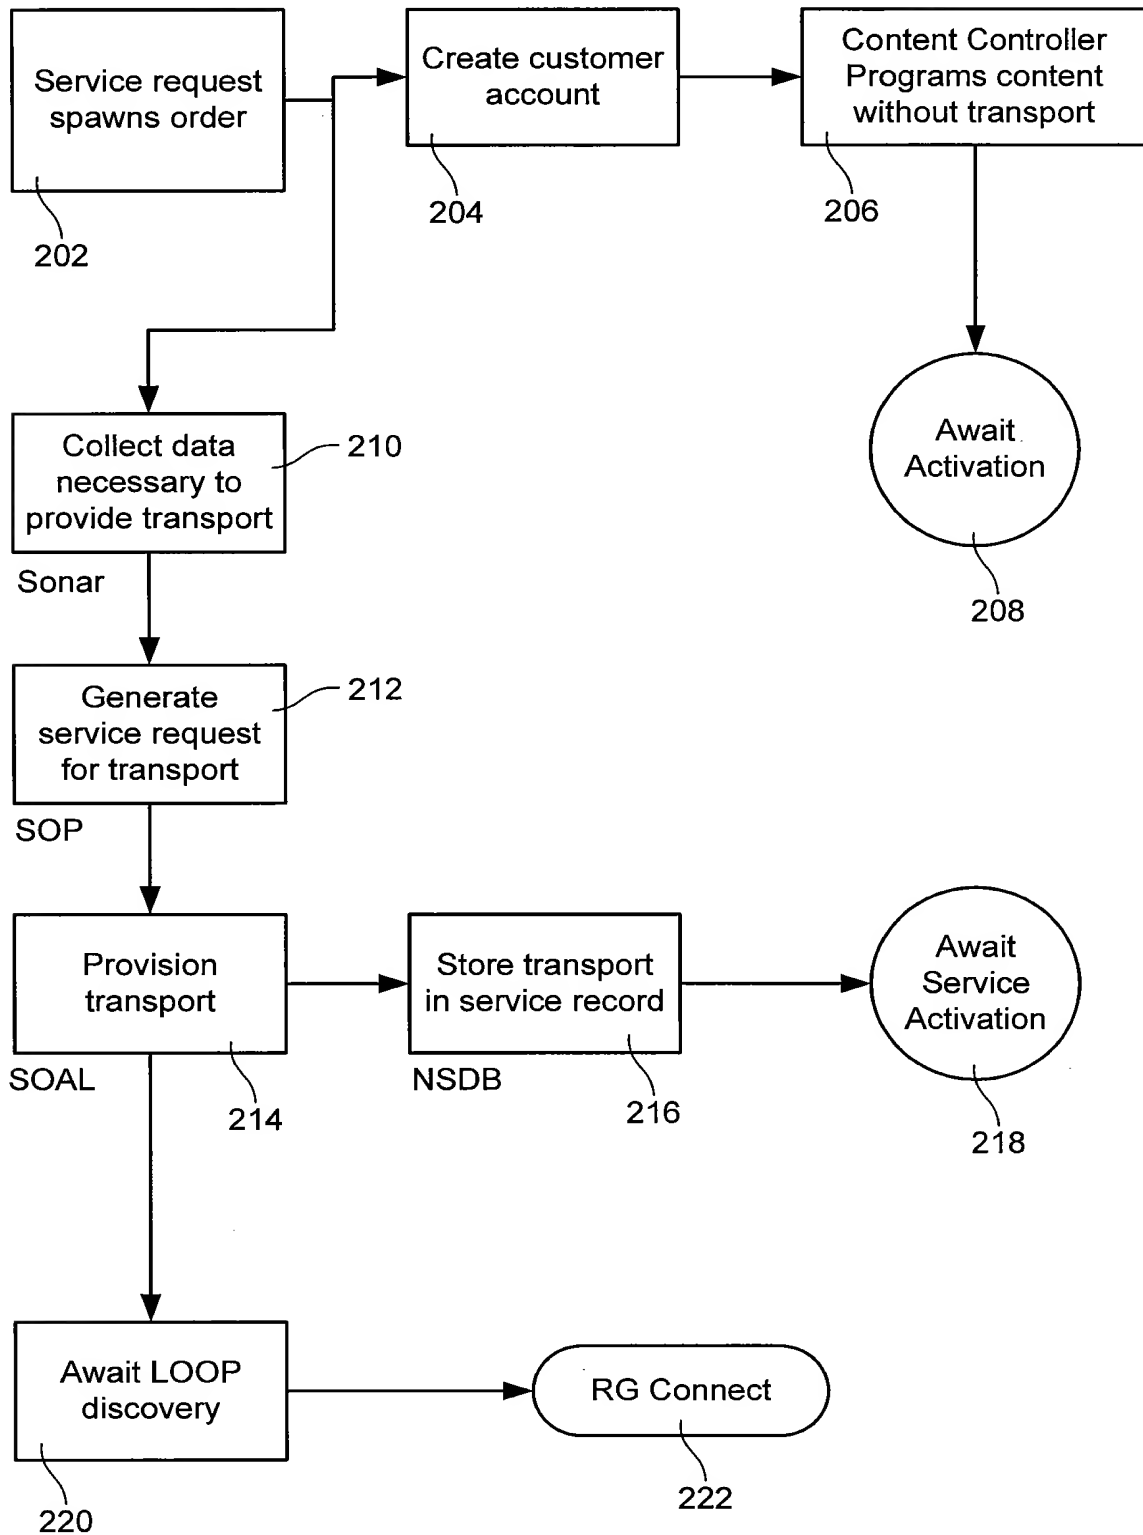 Service request
spawns order
202
Create customer
account
204
Content Controller
Programs content
without transport
206
Await
Activation
208
Collect data
necessary to
provide transport
210
Sonar
Generate
service request
for transport
212
SOP
Provision
transport
214
SOAL
Store transport
in service record
216
NSDB
Await
Service
Activation
218
Await LOOP
discovery
220
RG Connect
222